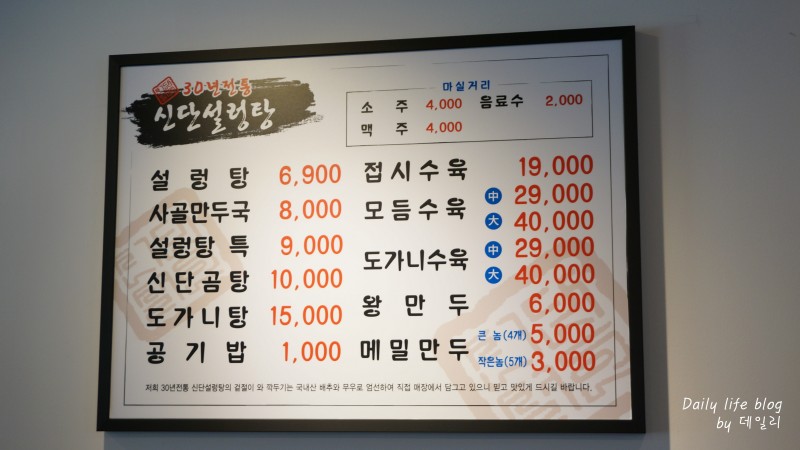 30년전통
신단설렁탕
마실거리
소 주 4,000 음료수 2,000
맥 주 4,000
설 렁 탕 6,900
사골만두국 8,000
설렁탕 특 9,000
신단곰탕 10,000
도가니탕 15,000
공 기 밥 1,000
접시수육 19,000
모듬수육 中 29,000
大 40,000
도가니수육 中 29,000
大 40,000
왕 만 두 6,000
메밀만두 큰 놈(4개) 5,000
작은놈(5개) 3,000
저희 30년전통 신단설렁탕의 겉절이 와 깍두기는 국내산 배추와 무우로 엄선하여 직접 매장에서 담그고 있으니 믿고 맛있게 드시길 바랍니다.
Daily life blog
by 데일리